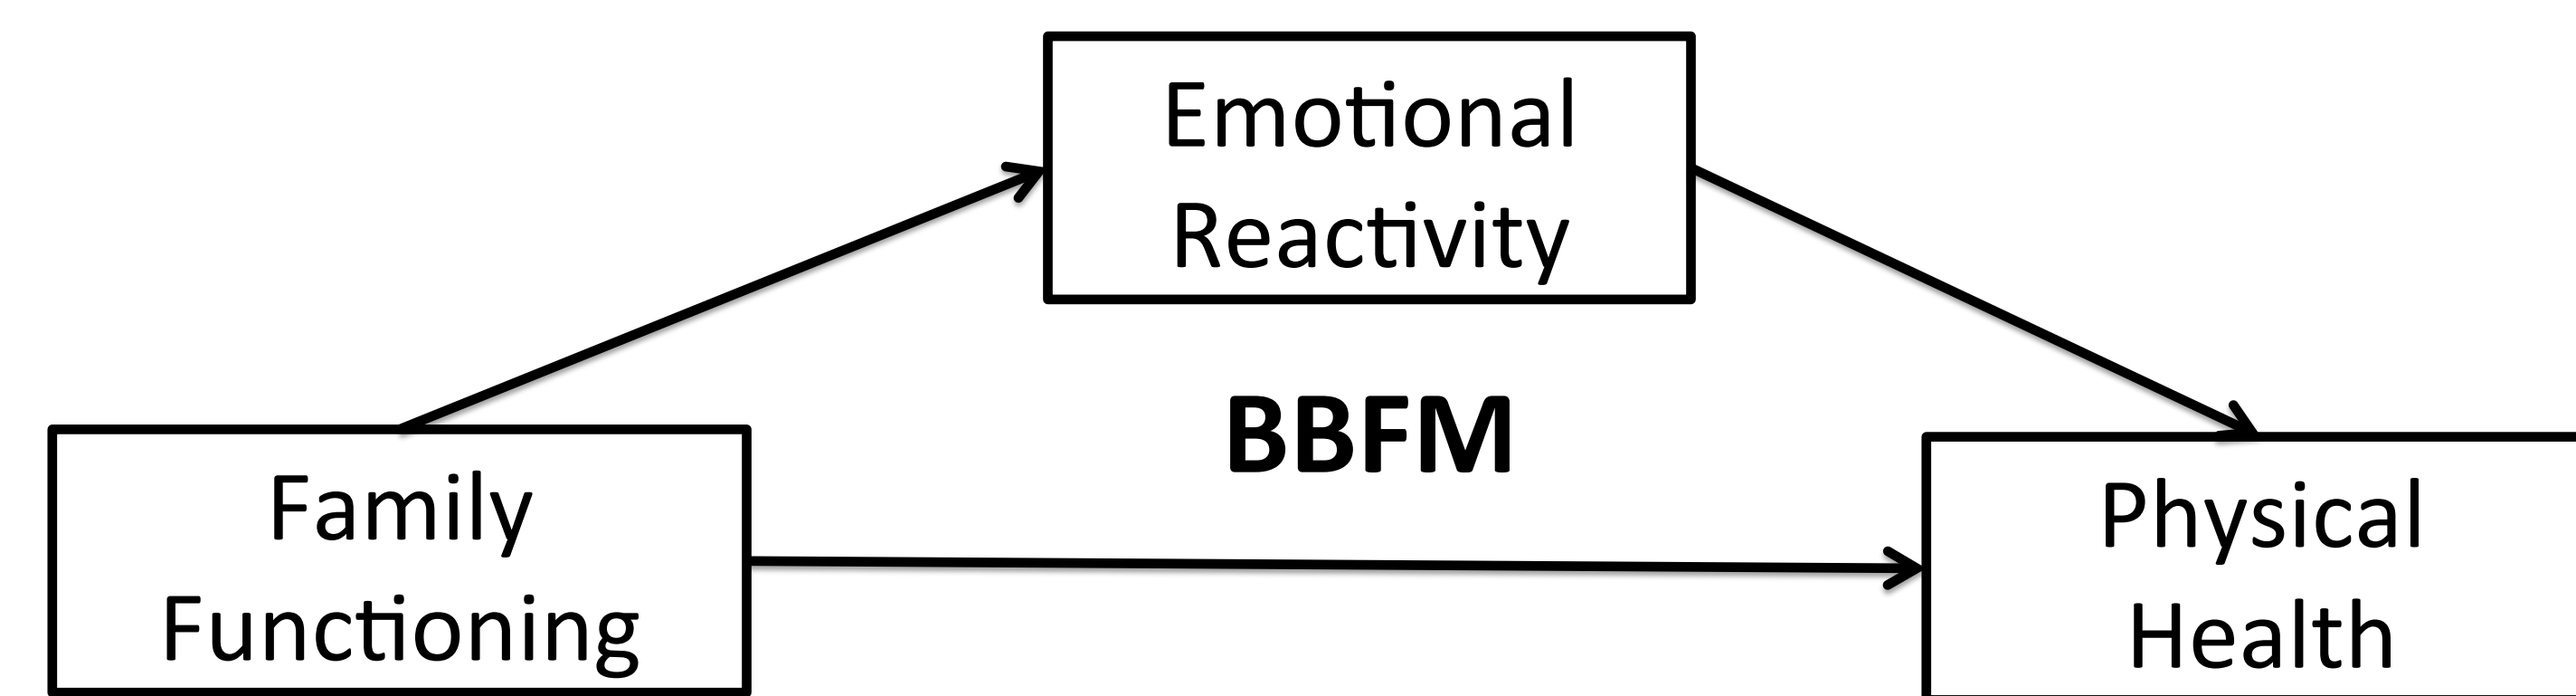 Emotional
Reactivity
BBFM
Family
Functioning
Physical
Health